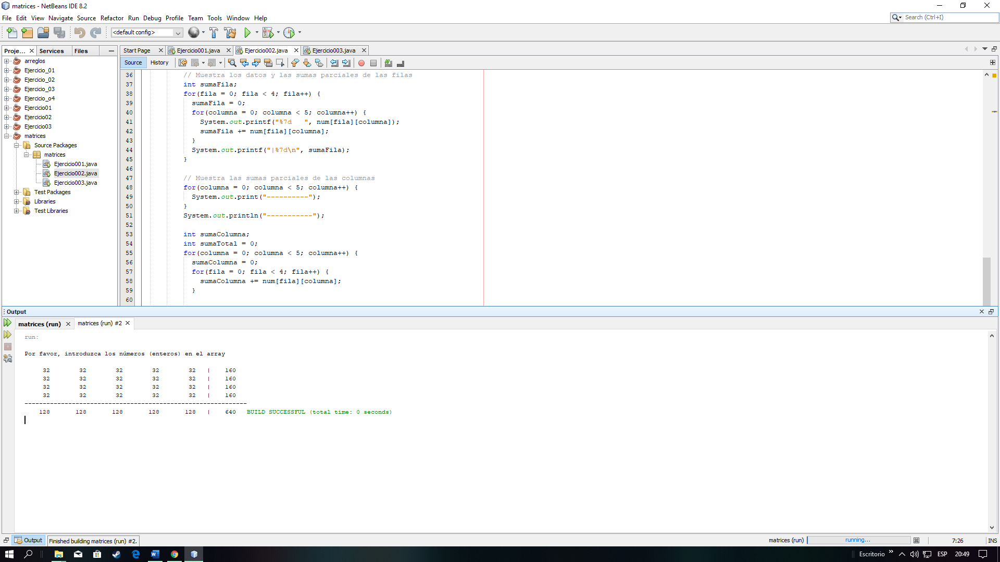 matrices - NetBeans IDE 8.2
File Edit View Navigate Source Refactor Run Debug Profile Team Tools Window Help
Search (Ctrl+I)
<default config>
Proje... Services Files
Start Page Ejercicio001.java Ejercicio002.java Ejercicio003.java
Source History
arreglos
Ejercicio_01
Ejercicio_02
Ejercicio_03
Ejercicio_o4
Ejercicio01
Ejercicio02
Ejercicio03
matrices
Source Packages
matrices
Ejercicio001.java
Ejercicio002.java
Ejercicio003.java
Test Packages
Libraries
Test Libraries
36 // Muestra los datos y las sumas parciales de las filas
37 int sumaFila;
38 for(fila = 0; fila < 4; fila++) {
39 sumaFila = 0;
40 for(columna = 0; columna < 5; columna++) {
41 System.out.printf("%7d   ", num[fila][columna]);
42 sumaFila += num[fila][columna];
43 }
44 System.out.printf("|%7d\n", sumaFila);
45 }
46
47 // Muestra las sumas parciales de las columnas
48 for(columna = 0; columna < 5; columna++) {
49 System.out.print("----------");
50 }
51 System.out.println("-----------");
52
53 int sumaColumna;
54 int sumaTotal = 0;
55 for(columna = 0; columna < 5; columna++) {
56 sumaColumna = 0;
57 for(fila = 0; fila < 4; fila++) {
58 sumaColumna += num[fila][columna];
59 }
60
Output
matrices (run) matrices (run) #2
run:
Por favor, introduzca los números (enteros) en el array
32 32 32 32 32 | 160
32 32 32 32 32 | 160
32 32 32 32 32 | 160
32 32 32 32 32 | 160
-------------------------------------------------------------
128 128 128 128 128 | 640 BUILD SUCCESSFUL (total time: 0 seconds)
Output Finished building matrices (run) #2. matrices (run) running... 7:26 INS
Escritorio ESP 20:49